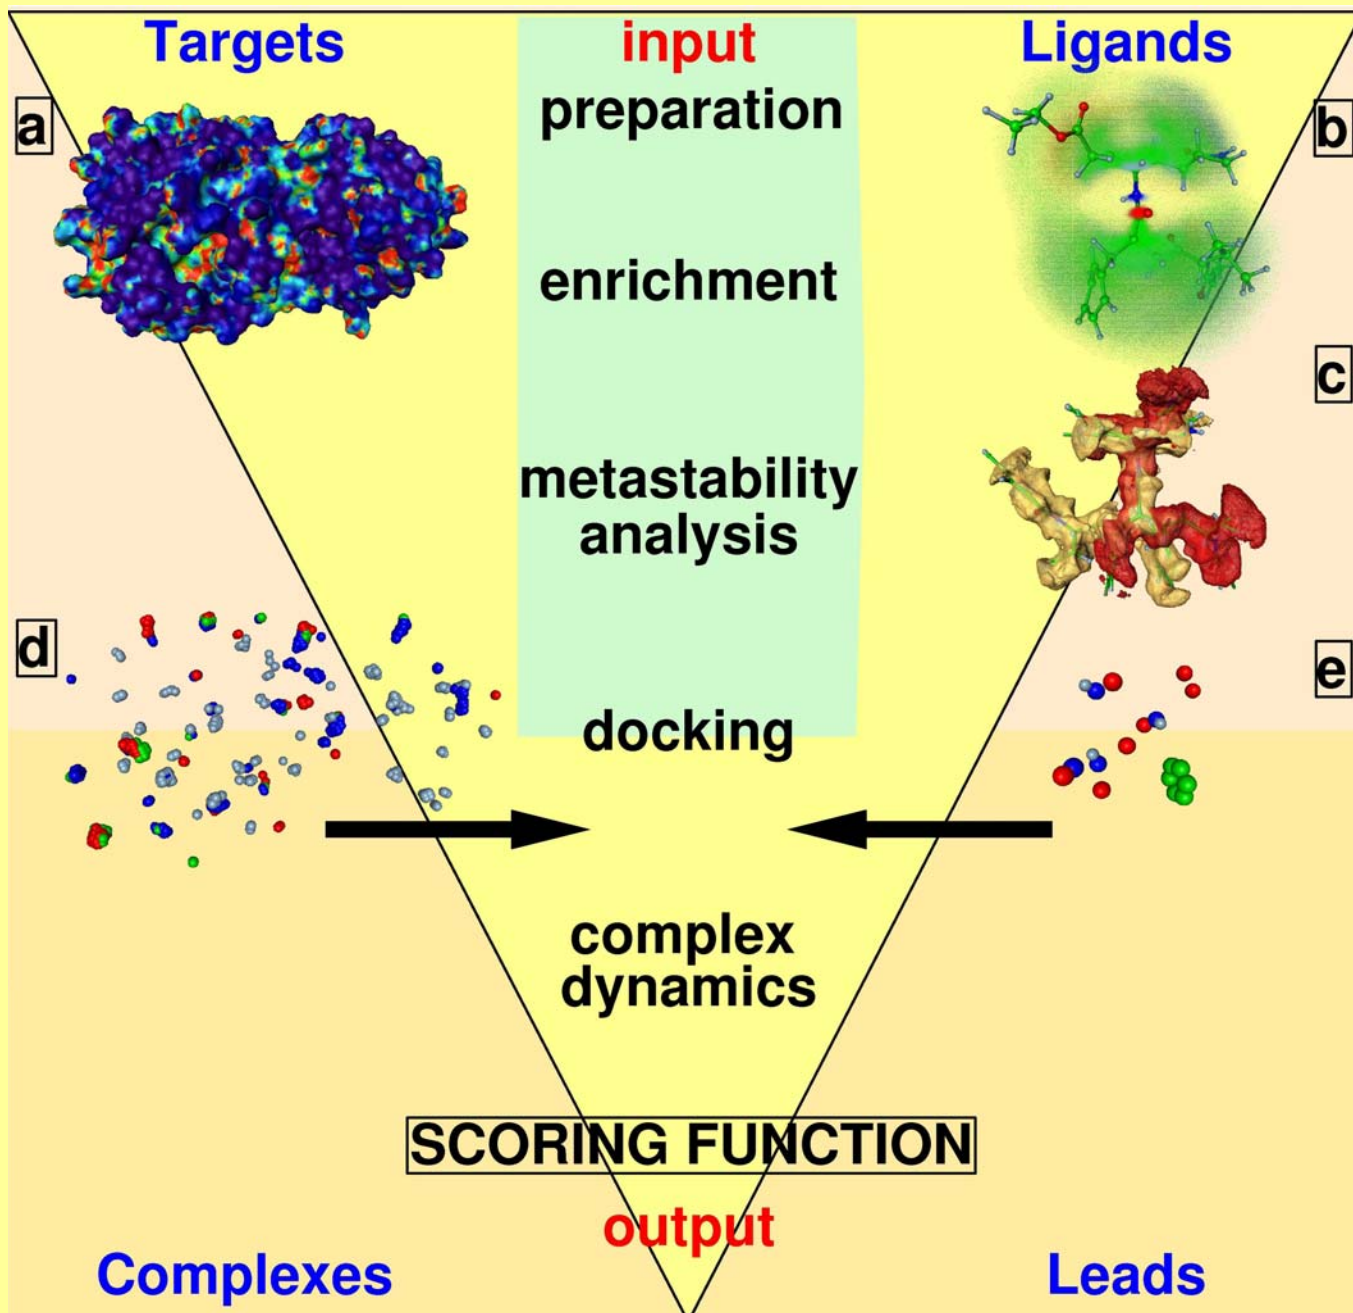 Targets
input
Ligands
preparation
a
b
enrichment
c
metastability
analysis
d
e
docking
complex
dynamics
SCORING FUNCTION
output
Complexes
Leads